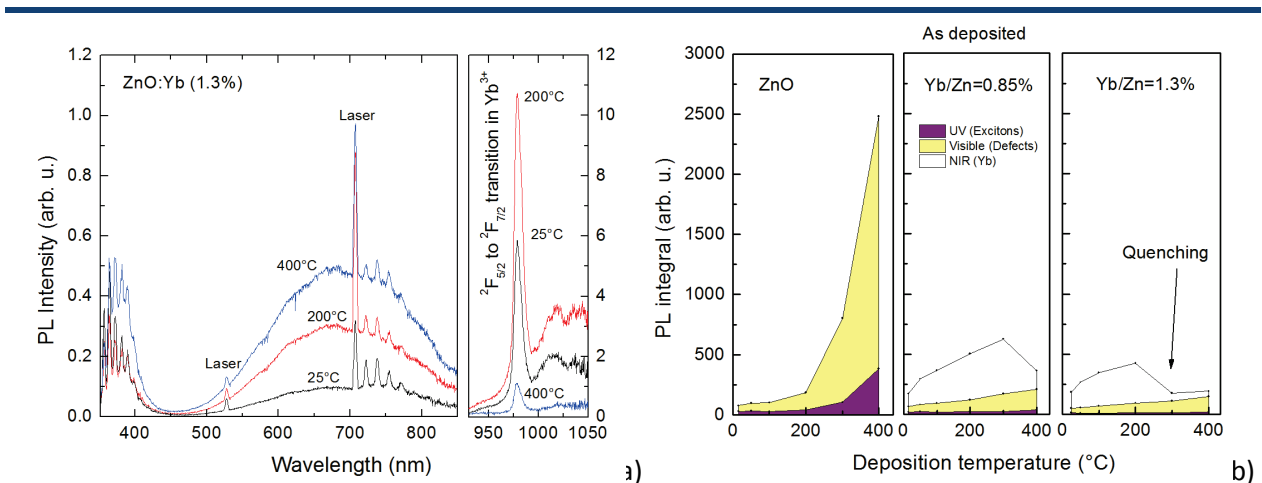 ZnO:Yb (1.3%)
Laser
Laser
400°C
200°C
25°C
PL Intensity (arb. u.)
0.0
0.2
0.4
0.6
0.8
1.0
1.2
400 500 600 700 800
Wavelength (nm)
²F₅/₂ to ²F₇/₂ transition in Yb³⁺
200°C
25°C
400°C
0
2
4
6
8
10
12
950 1000 1050
a)
As deposited
ZnO
Yb/Zn=0.85%
Yb/Zn=1.3%
UV (Excitons)
Visible (Defects)
NIR (Yb)
Quenching
PL integral (arb. u.)
0
500
1000
1500
2000
2500
3000
0 200 400 0 200 400 0 200 400
Deposition temperature (°C)
b)